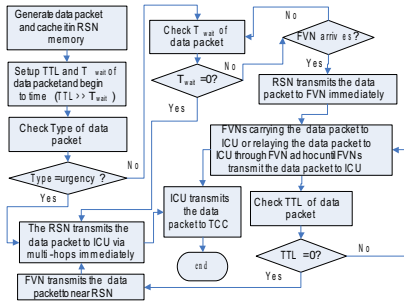 Generate data packet
and cache it in RSN
memory
Setup TTL and T wait of
data packet and begin
to time (TTL >> T wait )
Check Type of data
packet
Type =urgency ?
No
Yes
The RSN transmits the
data packet to ICU via
multi-hops immediately
FVN transmits the data
packet to near RSN
Check T wait of
data packet
T wait =0?
No
Yes
No
FVN arrives?
Yes
RSN transmits the data
packet to FVN immediately
FVNs carrying the data packet to
ICU or relaying the data packet to
ICU through FVN adhoc until FVNs
transmit the data packet to ICU
ICU transmits
the data
packet to TCC
end
Check TTL of data
packet
TTL =0?
No
Yes